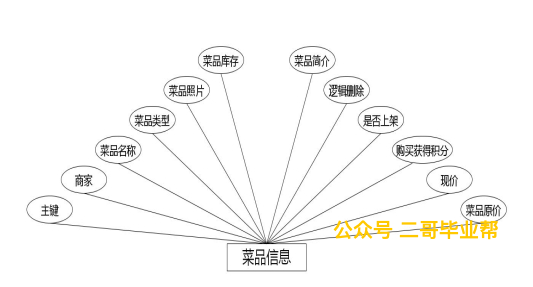 菜品库存
菜品简介
菜品照片
逻辑删除
菜品类型
是否上架
菜品名称
购买获得积分
商家
现价
主键
菜品原价
公众号 二哥毕业帮
菜品信息